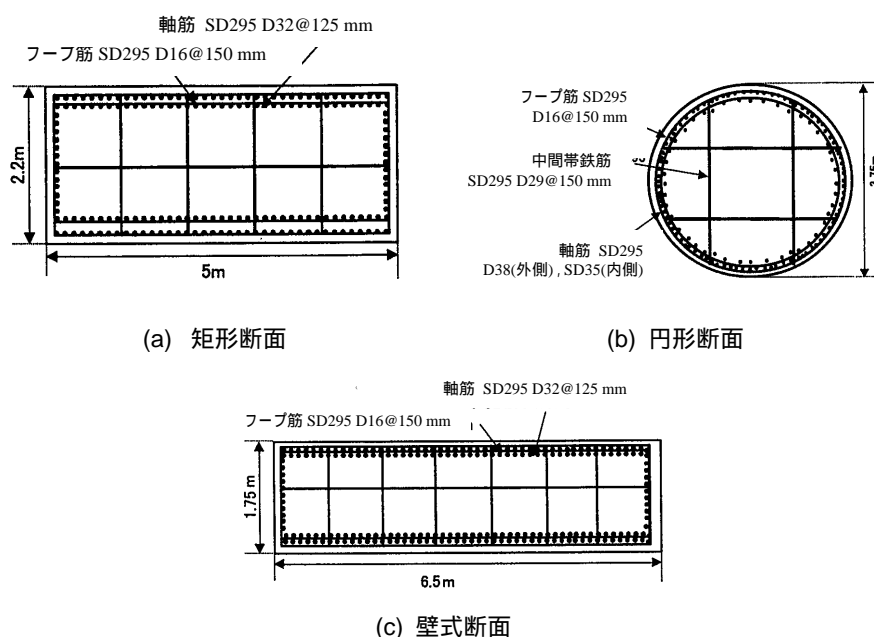 軸筋 SD295 D32@125 mm
フープ筋 SD295 D16@150 mm
2.2m
5m
(a) 矩形断面
フープ筋 SD295
D16@150 mm
中間帯鉄筋
SD295 D29@150 mm
軸筋 SD295
D38(外側) , SD35(内側)
(b) 円形断面
軸筋 SD295 D32@125 mm
フープ筋 SD295 D16@150 mm
1.75m
6.5m
(c) 壁式断面